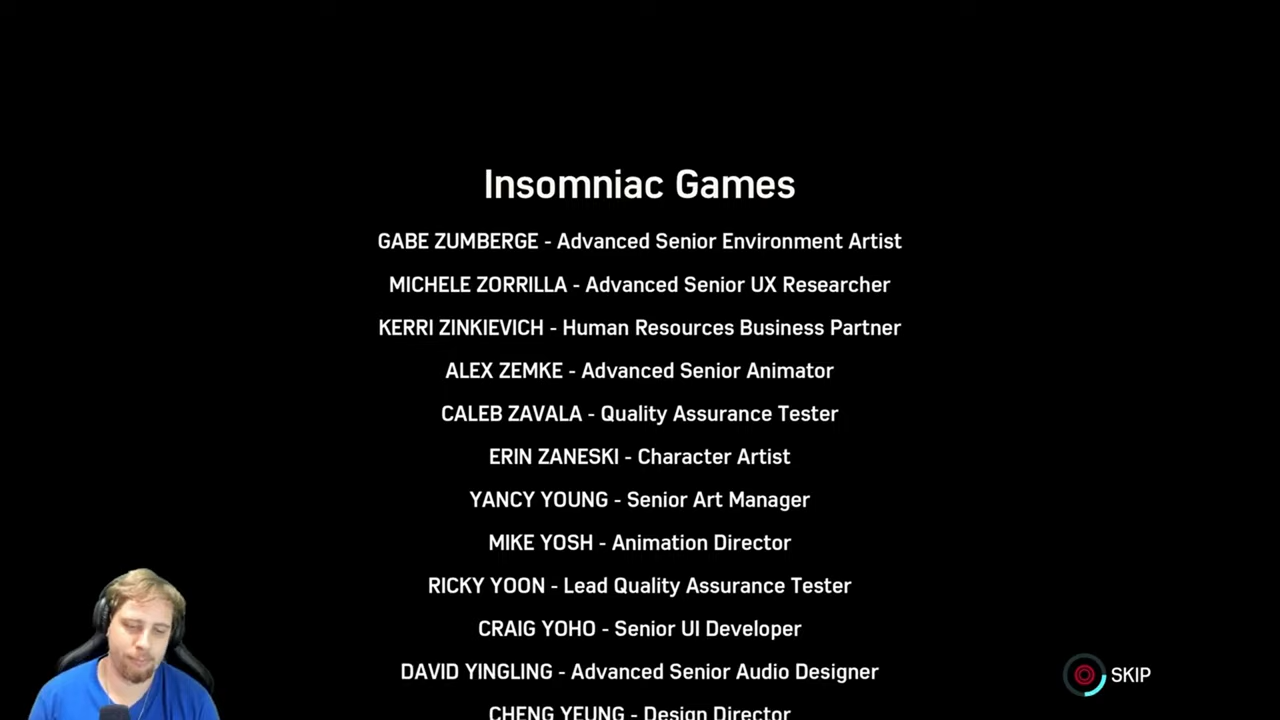 Insomniac Games
GABE ZUMBERGE - Advanced Senior Environment Artist
MICHELE ZORRILLA - Advanced Senior UX Researcher
KERRI ZINKIEVICH - Human Resources Business Partner
ALEX ZEMKE - Advanced Senior Animator
CALEB ZAVALA - Quality Assurance Tester
ERIN ZANESKI - Character Artist
YANCY YOUNG - Senior Art Manager
MIKE YOSH - Animation Director
RICKY YOON - Lead Quality Assurance Tester
CRAIG YOHO - Senior UI Developer
DAVID YINGLING - Advanced Senior Audio Designer
SKIP
CHENG YEUNG - Design Director